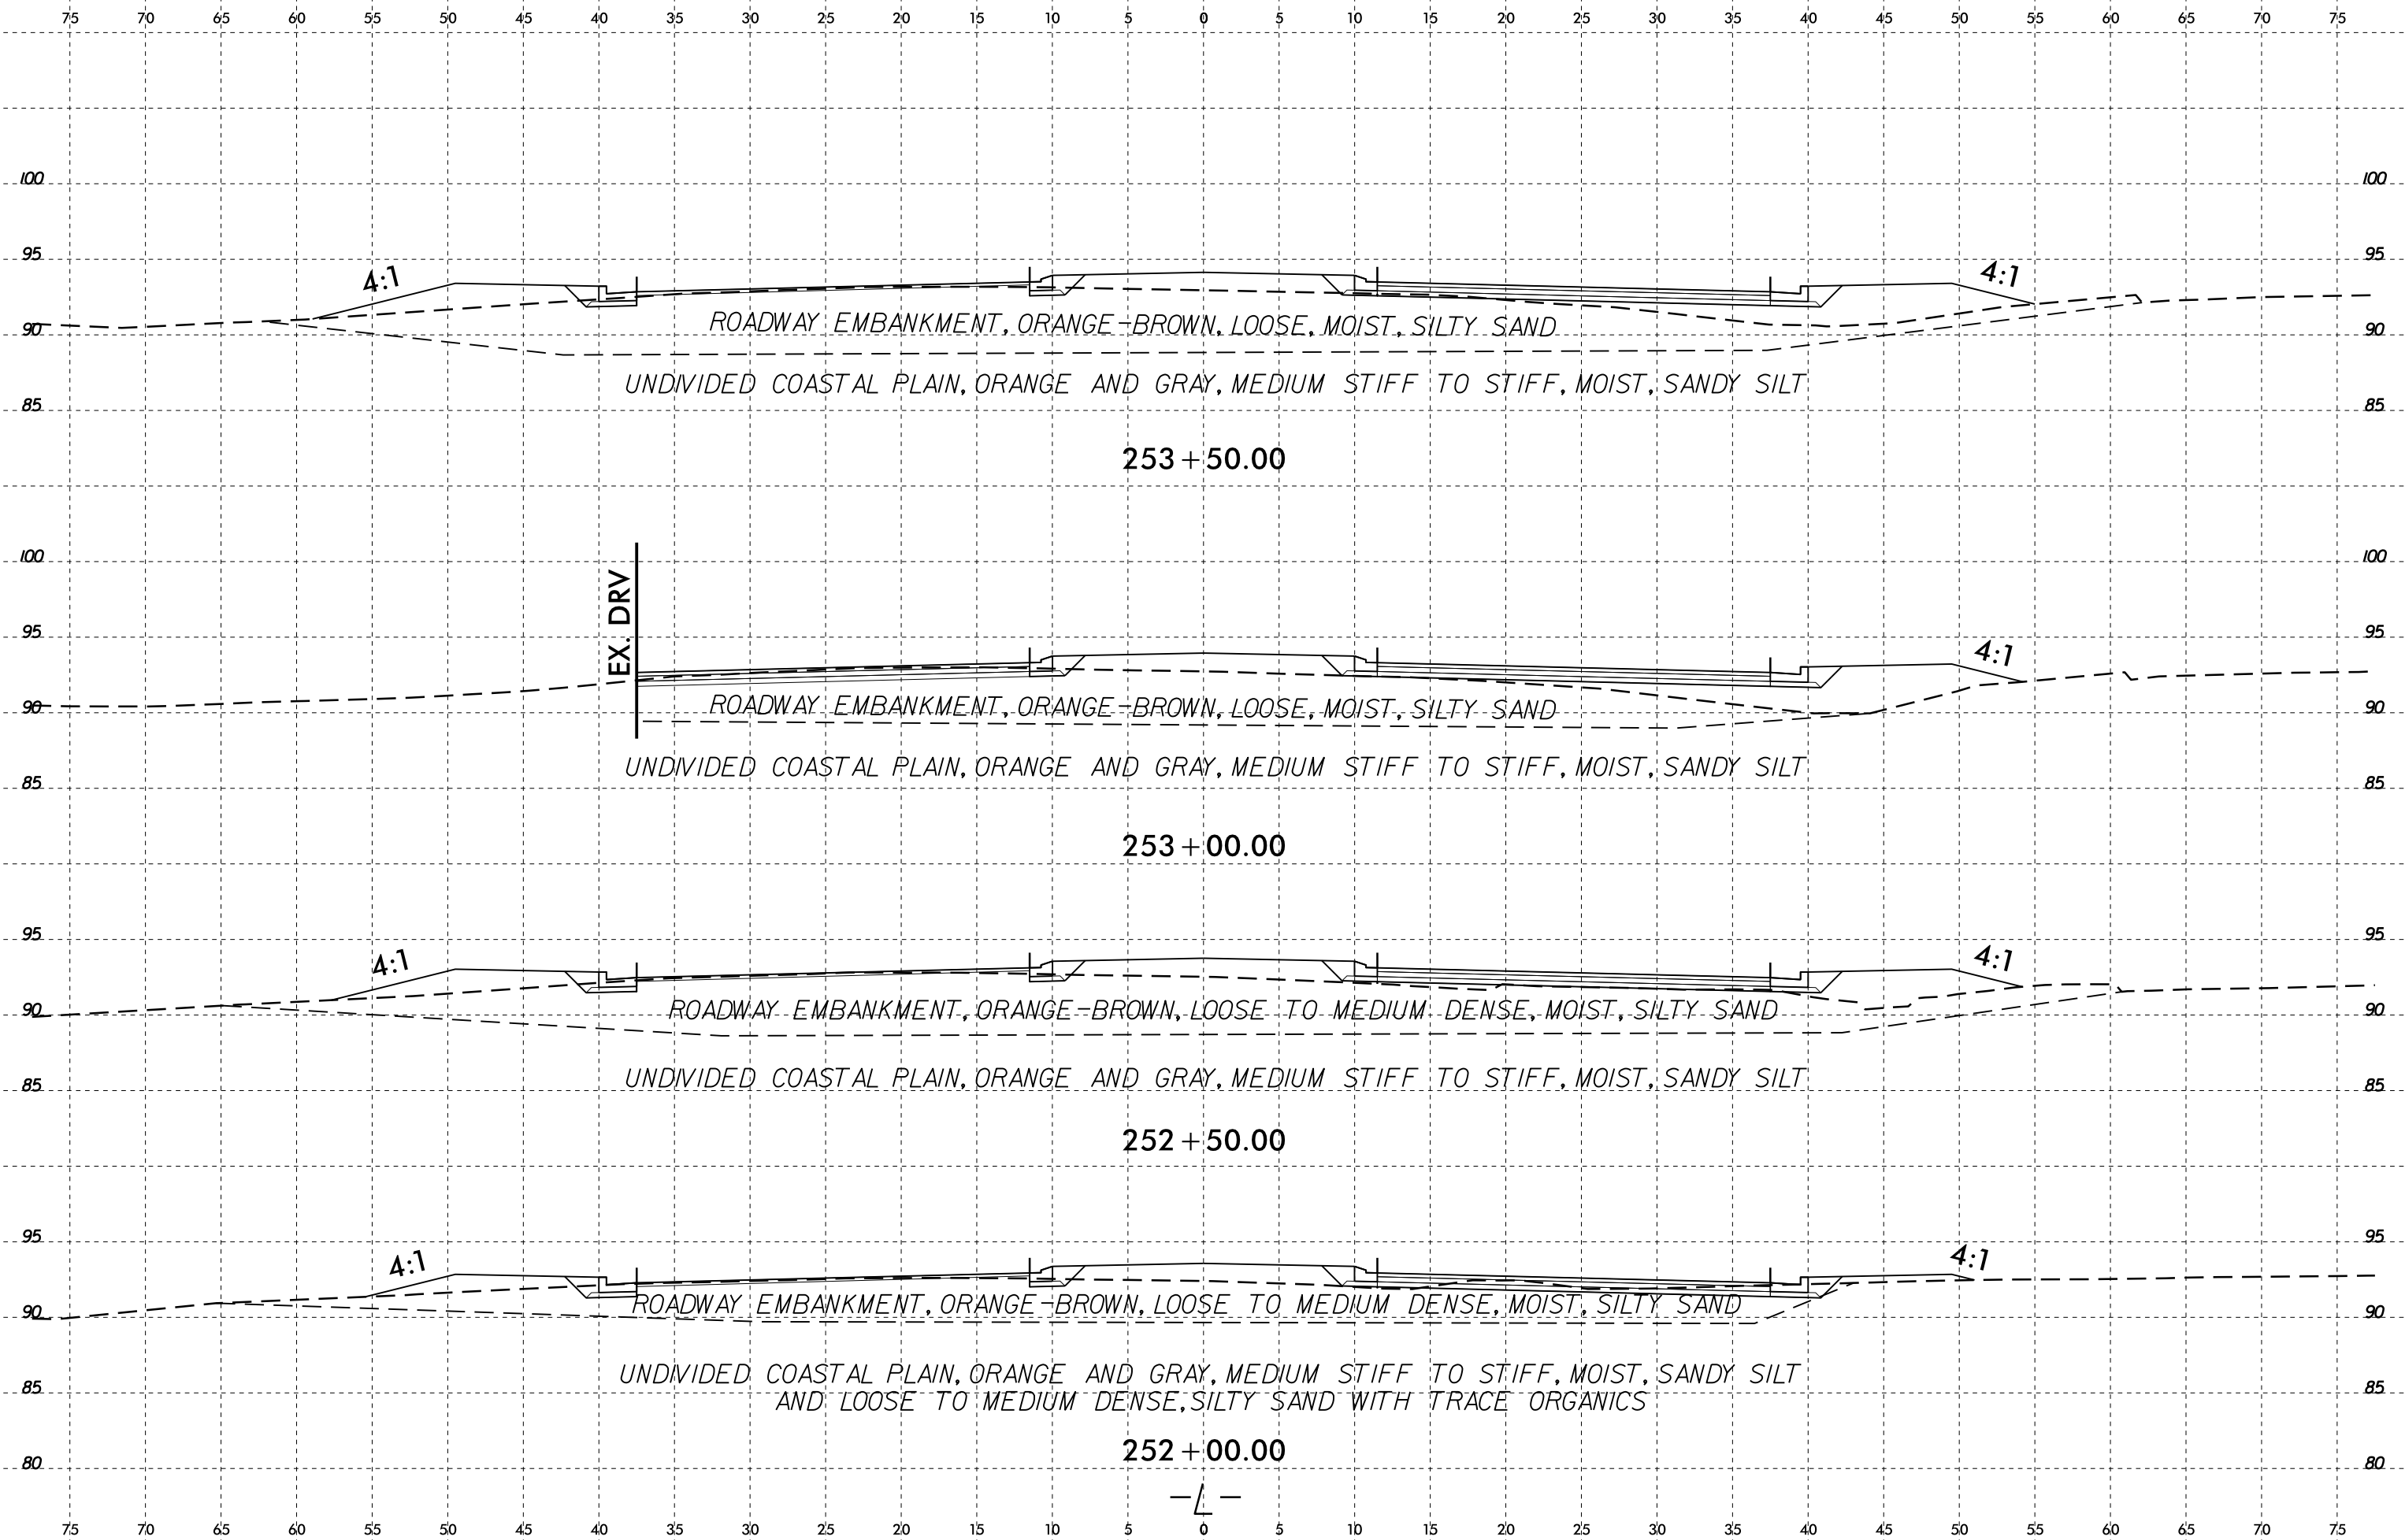 75 70 65 60 55 50 45 40 35 30 25 20 15 10 5 0 5 10 15 20 25 30 35 40 45 50 55 60 65 70 75
100 100
95 95
4:1 4:1
90 90
ROADWAY EMBANKMENT, ORANGE-BROWN, LOOSE, MOIST, SILTY SAND
UNDIVIDED COASTAL PLAIN, ORANGE AND GRAY, MEDIUM STIFF TO STIFF, MOIST, SANDY SILT
85 85
253+50.00
100 100
EX. DRV
95 95
4:1
90 90
ROADWAY EMBANKMENT, ORANGE-BROWN, LOOSE, MOIST, SILTY SAND
UNDIVIDED COASTAL PLAIN, ORANGE AND GRAY, MEDIUM STIFF TO STIFF, MOIST, SANDY SILT
85 85
253+00.00
95 95
4:1 4:1
90 90
ROADWAY EMBANKMENT, ORANGE-BROWN, LOOSE TO MEDIUM DENSE, MOIST, SILTY SAND
UNDIVIDED COASTAL PLAIN, ORANGE AND GRAY, MEDIUM STIFF TO STIFF, MOIST, SANDY SILT
85 85
252+50.00
95 95
4:1 4:1
90 90
ROADWAY EMBANKMENT, ORANGE-BROWN, LOOSE TO MEDIUM DENSE, MOIST, SILTY SAND
UNDIVIDED COASTAL PLAIN, ORANGE AND GRAY, MEDIUM STIFF TO STIFF, MOIST, SANDY SILT
85 85
AND LOOSE TO MEDIUM DENSE, SILTY SAND WITH TRACE ORGANICS
252+00.00
80 80
-L-
75 70 65 60 55 50 45 40 35 30 25 20 15 10 5 0 5 10 15 20 25 30 35 40 45 50 55 60 65 70 75